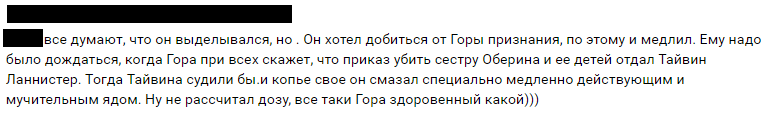 все думают, что он выделывался, но . Он хотел добиться от Горы признания, по этому и медлил. Ему надо
было дождаться, когда Гора при всех скажет, что приказ убить сестру Оберина и ее детей отдал Тайвин
Ланнистер. Тогда Тайвина судили бы.и копье свое он смазал специально медленно действующим и
мучительным ядом. Ну не рассчитал дозу, все таки Гора здоровенный какой)))